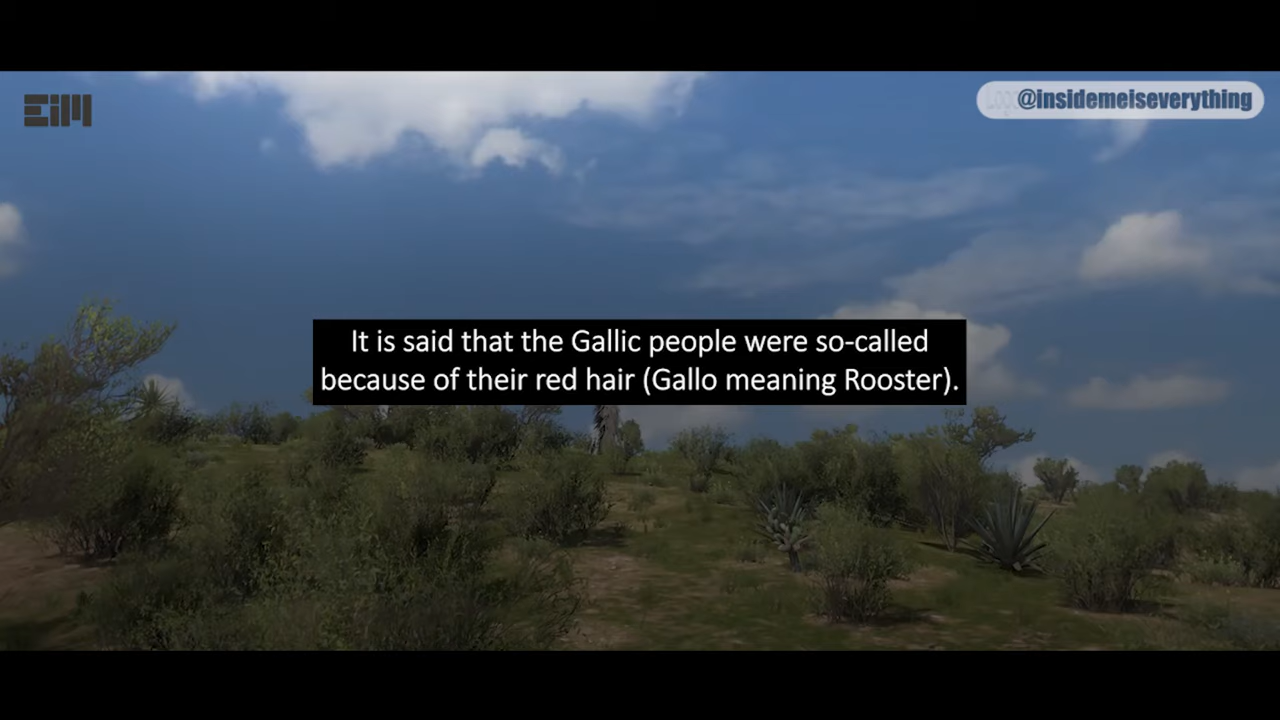 EIM
@insidemeiseverything
It is said that the Gallic people were so-called
because of their red hair (Gallo meaning Rooster).